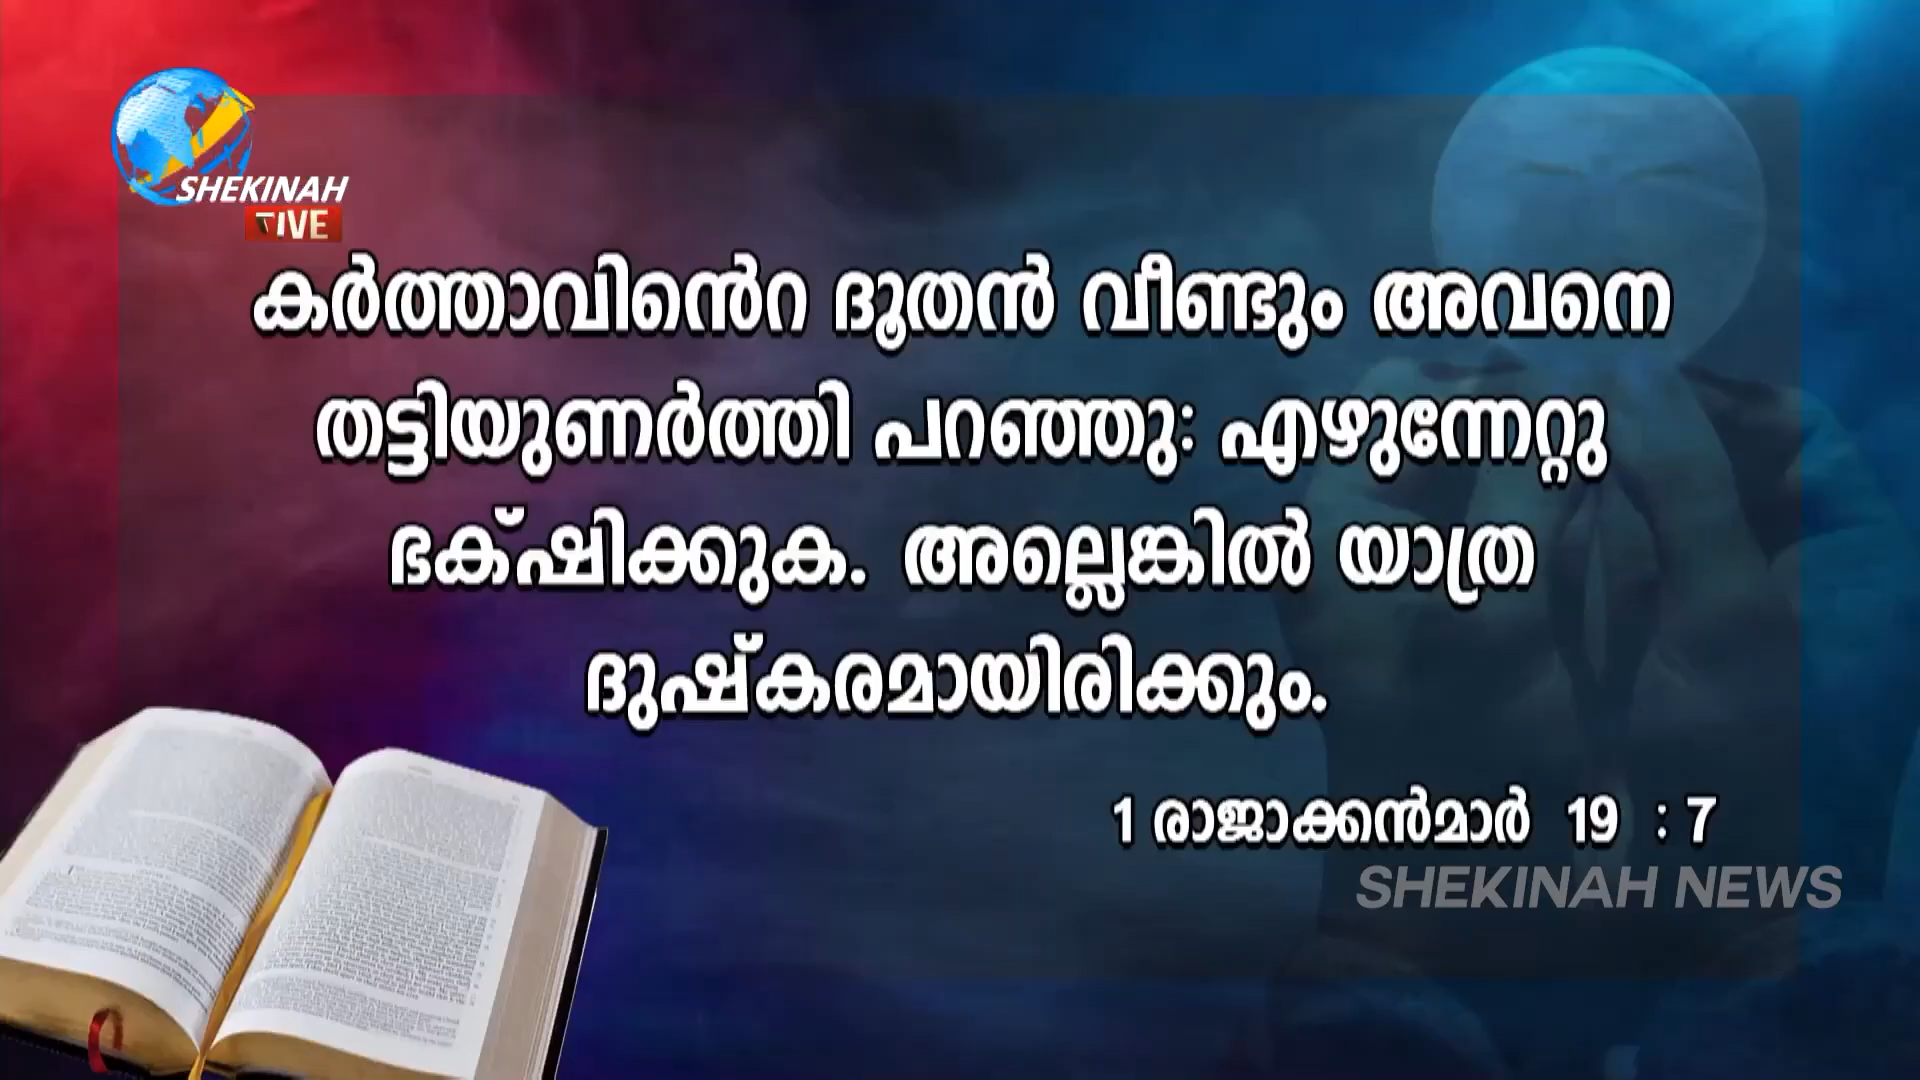 SHEKINAH
LIVE
കർത്താവിൻെറ ദൂതൻ വീണ്ടും അവനെ
തട്ടിയുണർത്തി പറഞ്ഞു: എഴുന്നേറ്റു
ഭക്‌ഷിക്കുക. അല്ലെങ്കിൽ യാത്ര
ദുഷ്കരമായിരിക്കും.
1 രാജാക്കൻമാർ 19 : 7
SHEKINAH NEWS